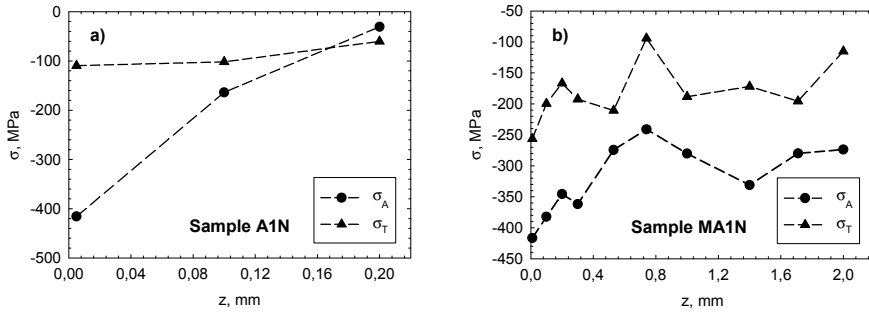 a)
0
-100
-200
-300
-400
-500
σ, MPa
0,00
0,04
0,08
0,12
0,16
0,20
z, mm
Sample A1N
σA
σT
b)
-50
-100
-150
-200
-250
-300
-350
-400
-450
σ, MPa
0,0
0,4
0,8
1,2
1,6
2,0
z, mm
Sample MA1N
σA
σT